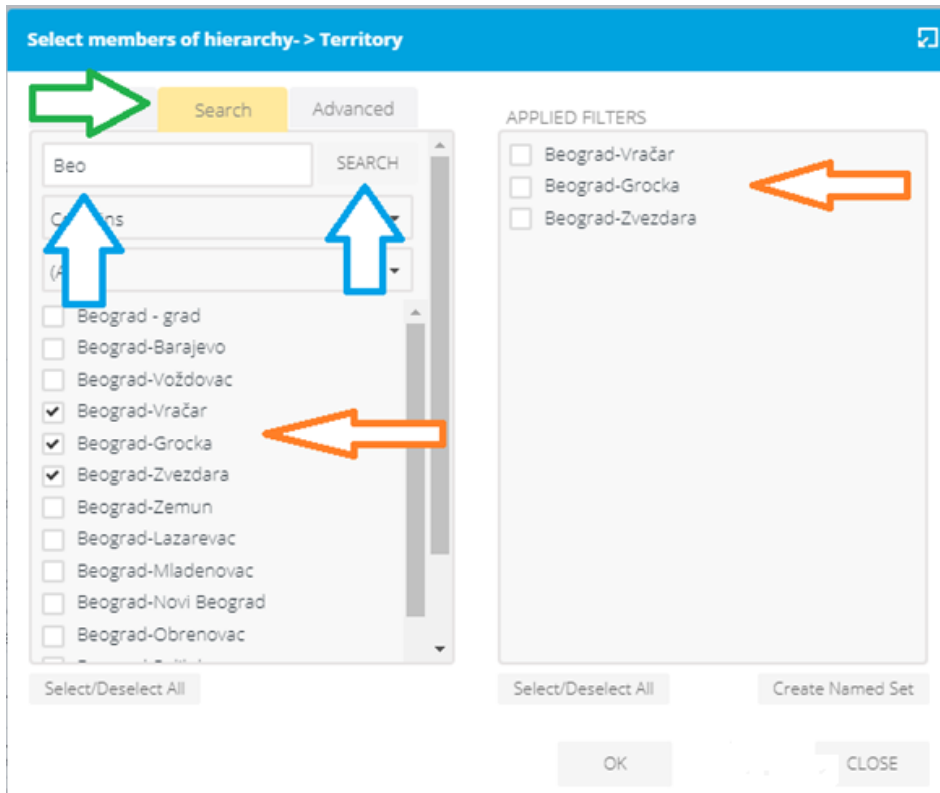 Select members of hierarchy- > Territory
Search
Advanced
Beo
SEARCH
Beograd - grad
Beograd-Barajevo
Beograd-Voždovac
Beograd-Vračar
Beograd-Grocka
Beograd-Zvezdara
Beograd-Zemun
Beograd-Lazarevac
Beograd-Mladenovac
Beograd-Novi Beograd
Beograd-Obrenovac
Select/Deselect All
APPLIED FILTERS
Beograd-Vračar
Beograd-Grocka
Beograd-Zvezdara
Select/Deselect All
Create Named Set
OK
CLOSE